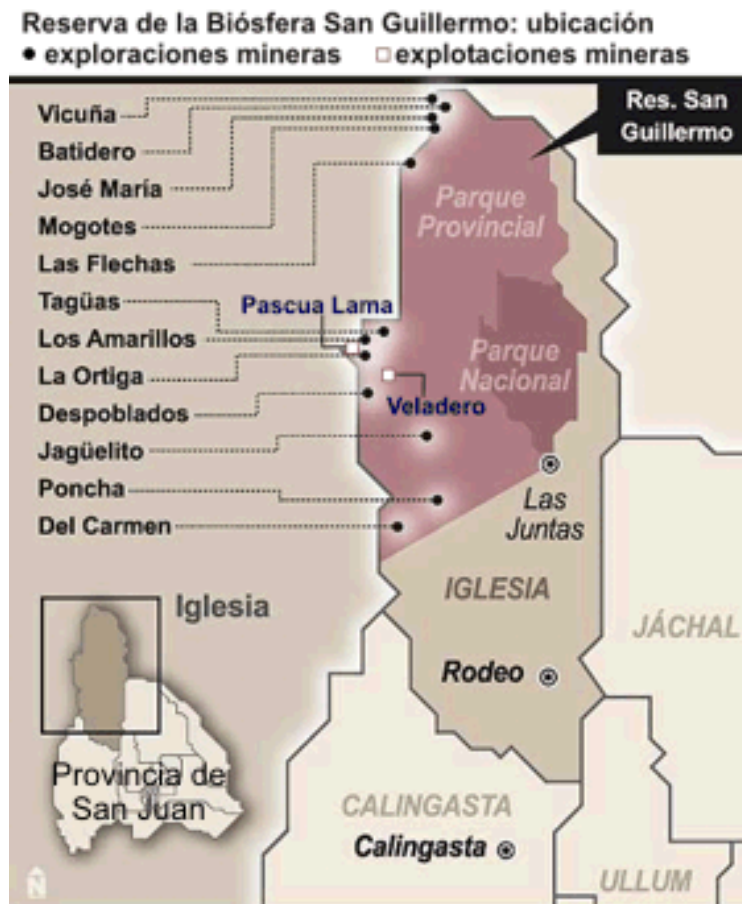 Reserva de la Biósfera San Guillermo: ubicación
exploraciones mineras explotaciones mineras
Res. San
Guillermo
Vicuña
Batidero
José María
Mogotes
Las Flechas
Tagüas
Los Amarillos
La Ortiga
Despoblados
Jagüelito
Poncha
Del Carmen
Parque
Provincial
Pascua Lama
Parque
Nacional
Veladero
Las
Juntas
IGLESIA
JÁCHAL
Rodeo
Iglesia
Provincia de
San Juan
CALINGASTA
Calingasta
ULLUM
N